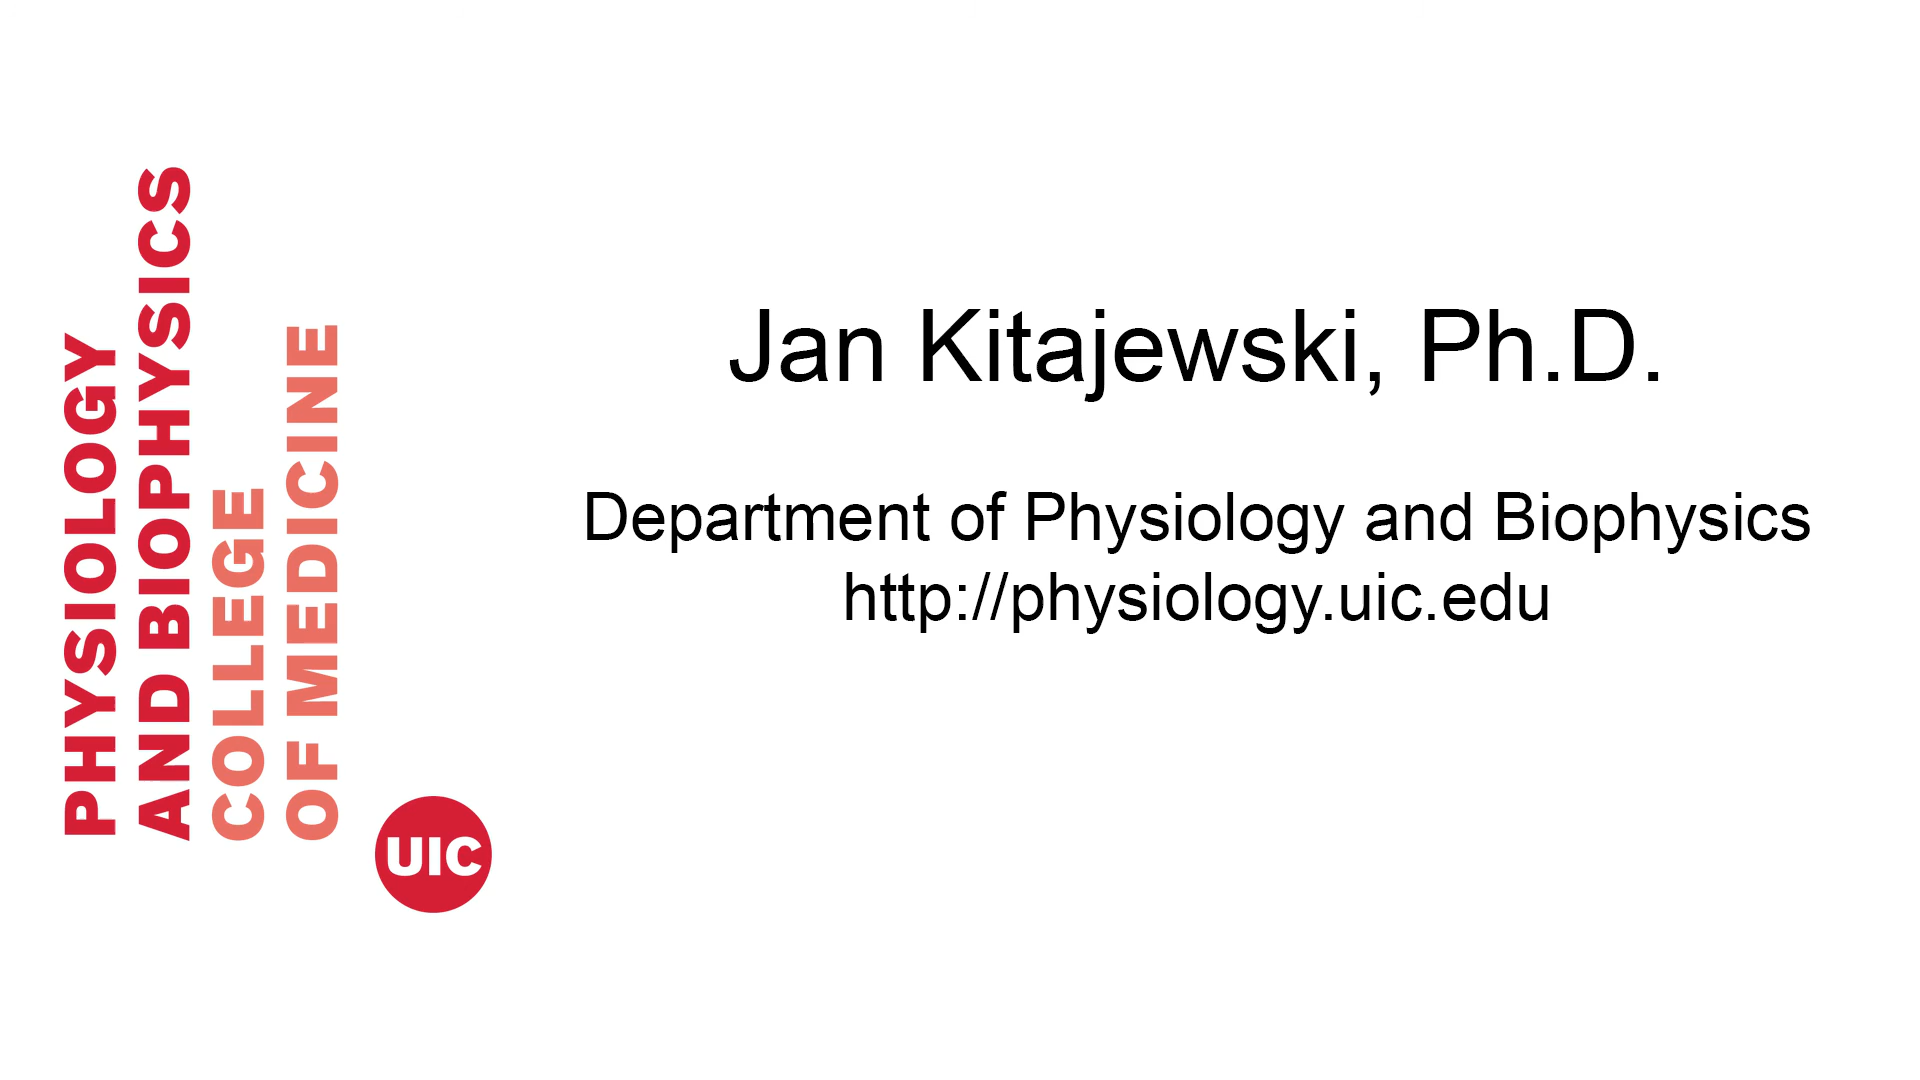 PHYSIOLOGY
AND BIOPHYSICS
COLLEGE
OF MEDICINE
UIC
Jan Kitajewski, Ph.D.
Department of Physiology and Biophysics
http://physiology.uic.edu